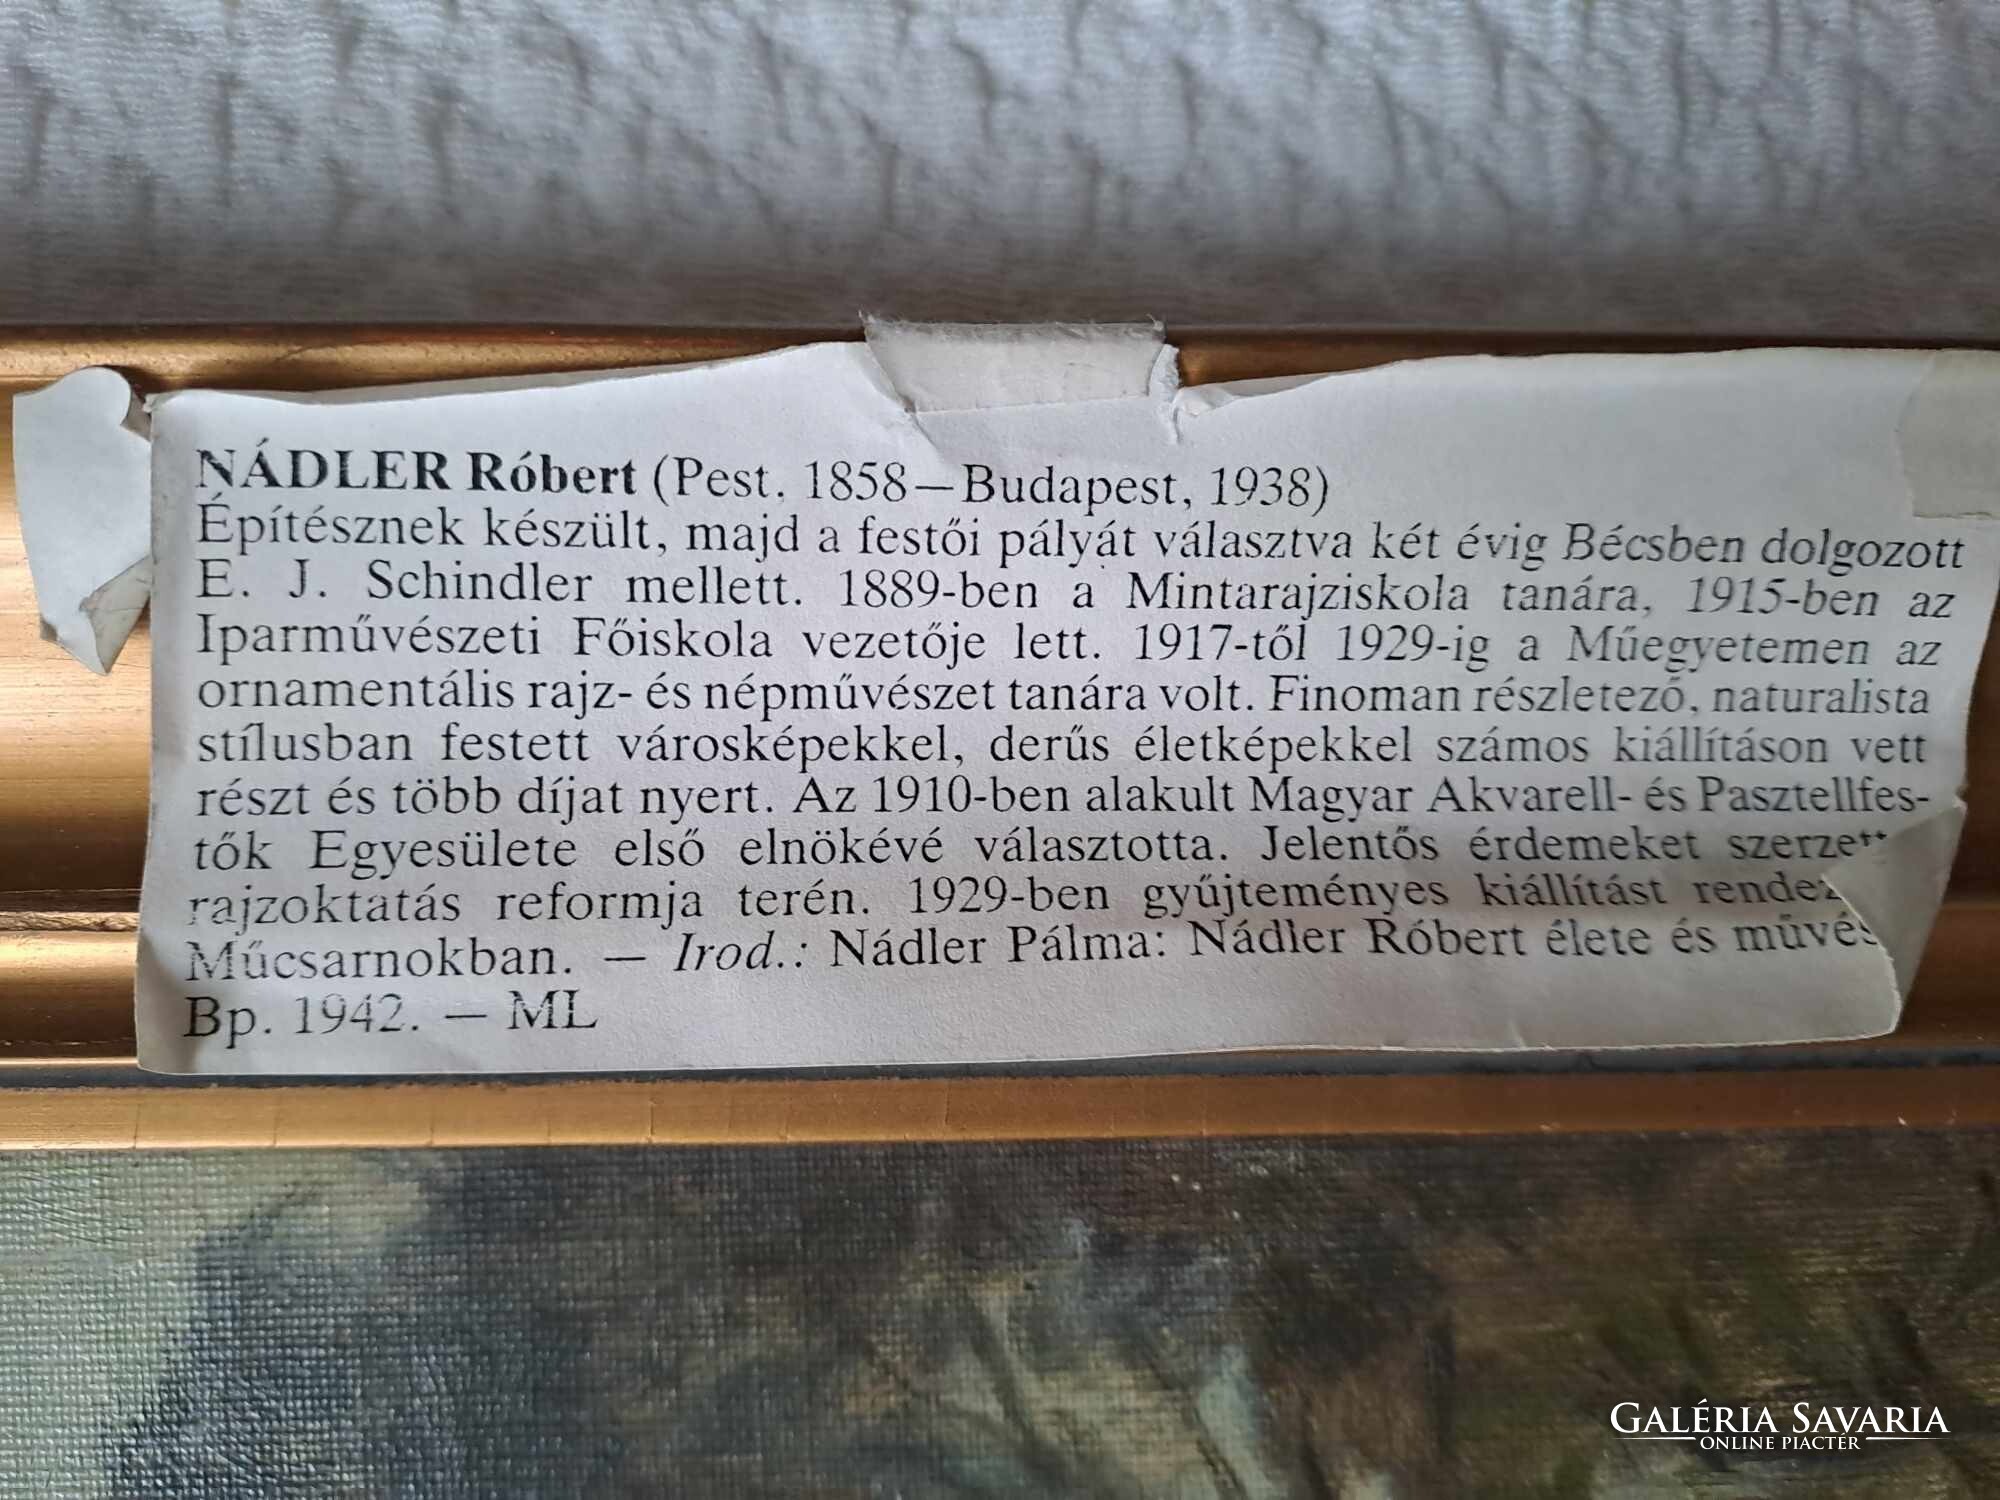 NÁDLER Róbert (Pest. 1858—Budapest, 1938)
Építésznek készült, majd a festői pályát választva két évig Bécsben dolgozott
E. J. Schindler mellett. 1889-ben a Mintarajziskola tanára, 1915-ben az
Iparművészeti Főiskola vezetője lett. 1917-től 1929-ig a Műegyetemen az
ornamentális rajz- és népművészet tanára volt. Finoman részletező, naturalista
stílusban festett városképekkel, derűs életképekkel számos kiállításon vett
részt és több díjat nyert. Az 1910-ben alakult Magyar Akvarell- és Pasztellfes-
tők Egyesülete első elnökévé választotta. Jelentős érdemeket
rajzoktatás reformja terén. 1929-ben gyűjteményes kiállítást
Műcsarnokban. — Irod.: Nádler Pálma: Nádler Róbert élete és
Bp. 1942. — ML
GALÉRIA SAVARIA
ONLINE PIACTÉR